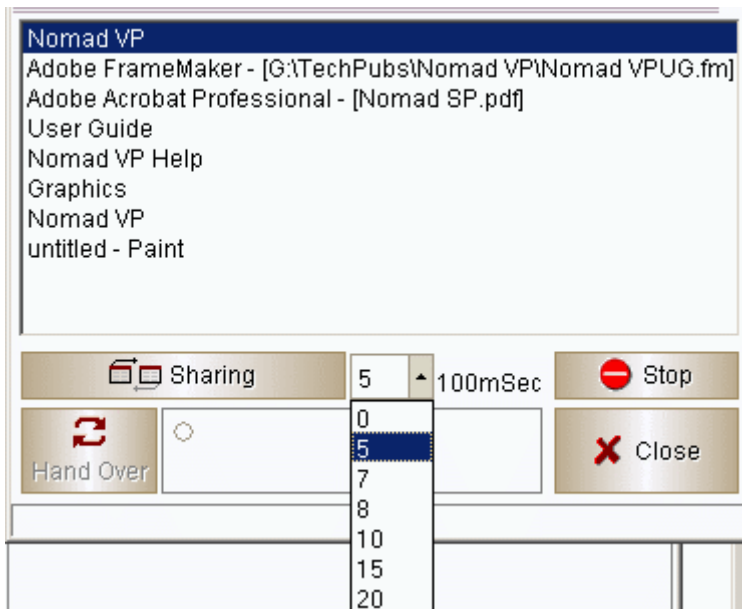 Nomad VP
Adobe FrameMaker - [G:\TechPubs\Nomad VP\Nomad VPUG.fm]
Adobe Acrobat Professional - [Nomad SP.pdf]
User Guide
Nomad VP Help
Graphics
Nomad VP
untitled - Paint
Sharing 5 100mSec Stop
Hand Over Close
0
5
7
8
10
15
20